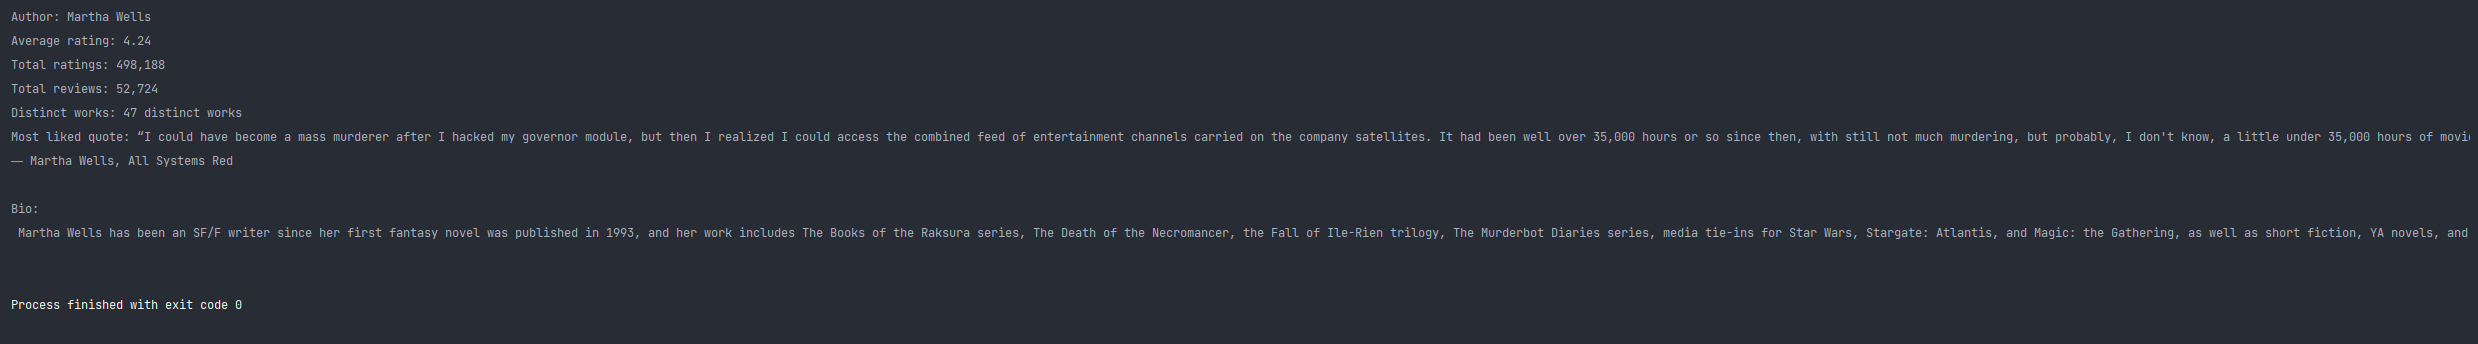 Author: Martha Wells
Average rating: 4.24
Total ratings: 498,188
Total reviews: 52,724
Distinct works: 47 distinct works
Most liked quote: “I could have become a mass murderer after I hacked my governor module, but then I realized I could access the combined feed of entertainment channels carried on the company satellites. It had been well over 35,000 hours or so since then, with still not much murdering, but probably, I don't know, a little under 35,000 hours of
― Martha Wells, All Systems Red
Bio:
Martha Wells has been an SF/F writer since her first fantasy novel was published in 1993, and her work includes The Books of the Raksura series, The Death of the Necromancer, the Fall of Ile-Rien trilogy, The Murderbot Diaries series, media tie-ins for Star Wars, Stargate: Atlantis, and Magic: the Gathering, as well as short fiction, YA novels, and
Process finished with exit code 0